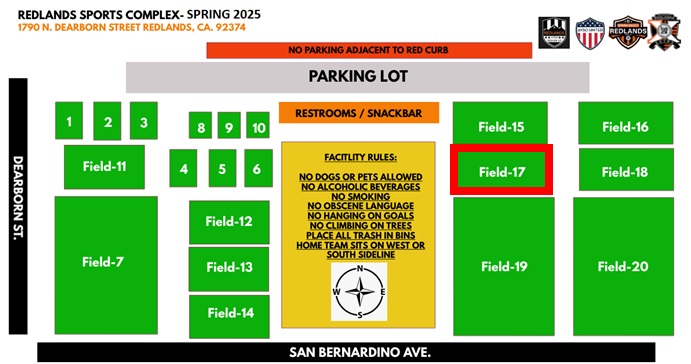 REDLANDS SPORTS COMPLEX- SPRING 2025
1790 N. DEARBORN STREET REDLANDS, CA. 92374
REDLANDS
AYSO UNITED
REDLANDS
NO PARKING ADJACENT TO RED CURB
PARKING LOT
RESTROOMS / SNACKBAR
1 2 3
8 9 10
Field-15
Field-16
Field-11
4 5 6
Field-17
Field-18
FACITLITY RULES:
NO DOGS OR PETS ALLOWED
NO ALCOHOLIC BEVERAGES
NO SMOKING
NO OBSCENE LANGUAGE
NO HANGING ON GOALS
NO CLIMBING ON TREES
PLACE ALL TRASH IN BINS
HOME TEAM SITS ON WEST OR
SOUTH SIDELINE
N
W E
S
DEARBORN ST.
Field-7
Field-12
Field-13
Field-14
Field-19
Field-20
SAN BERNARDINO AVE.